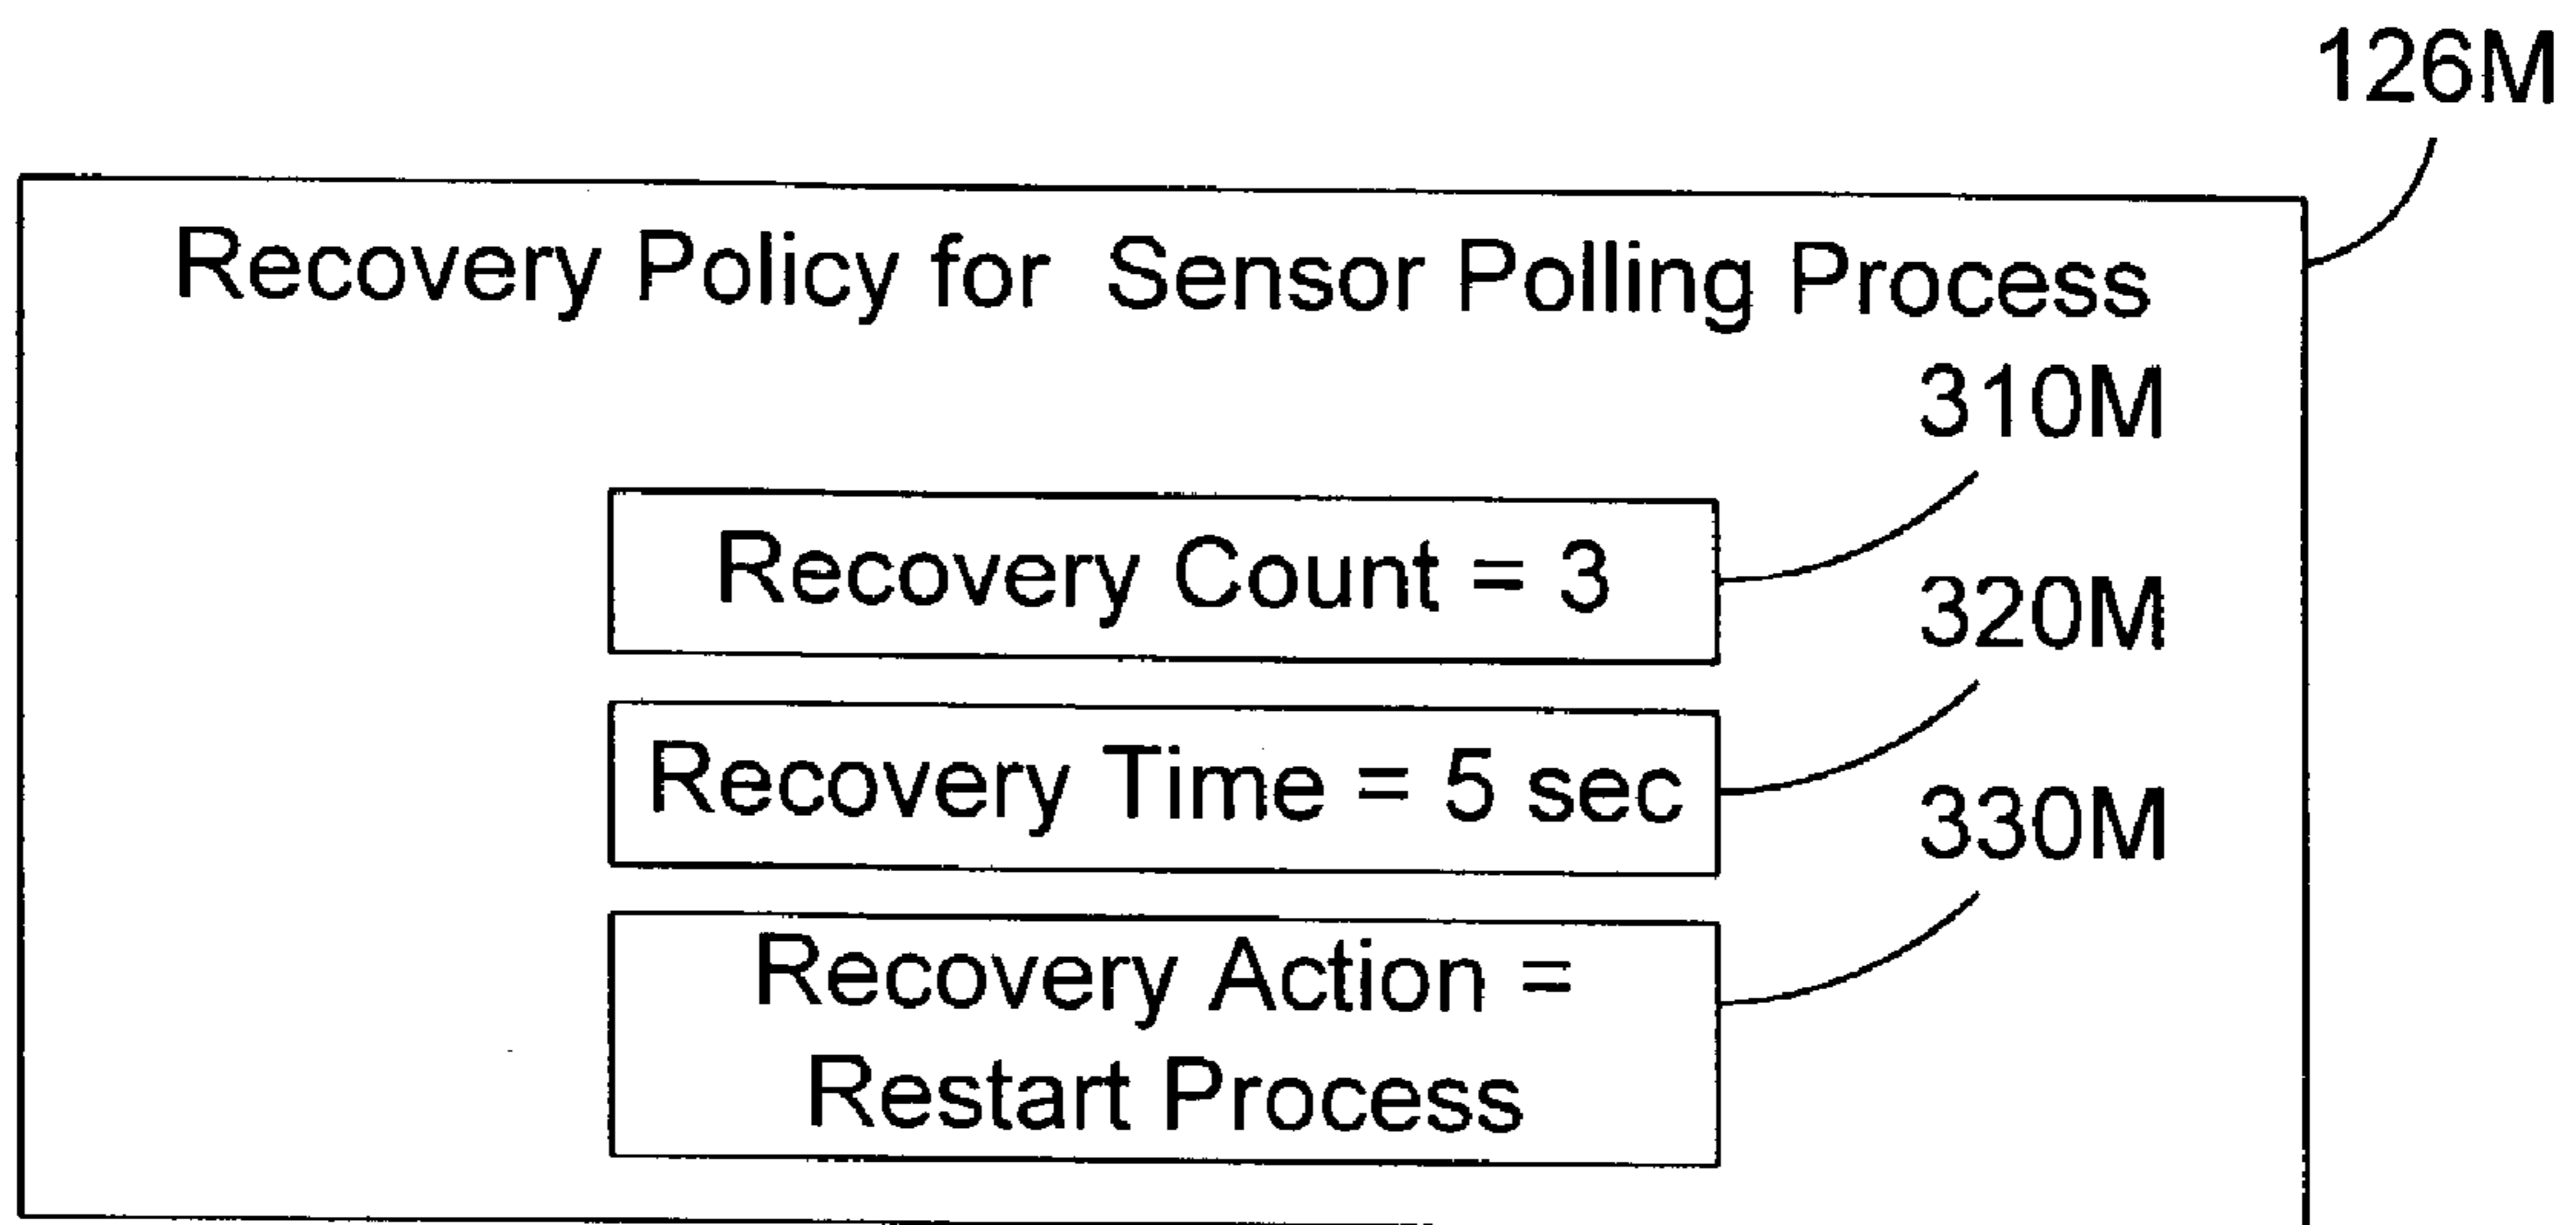 126M
Recovery Policy for Sensor Polling Process
310M
Recovery Count = 3
320M
Recovery Time = 5 sec
330M
Recovery Action =
Restart Process